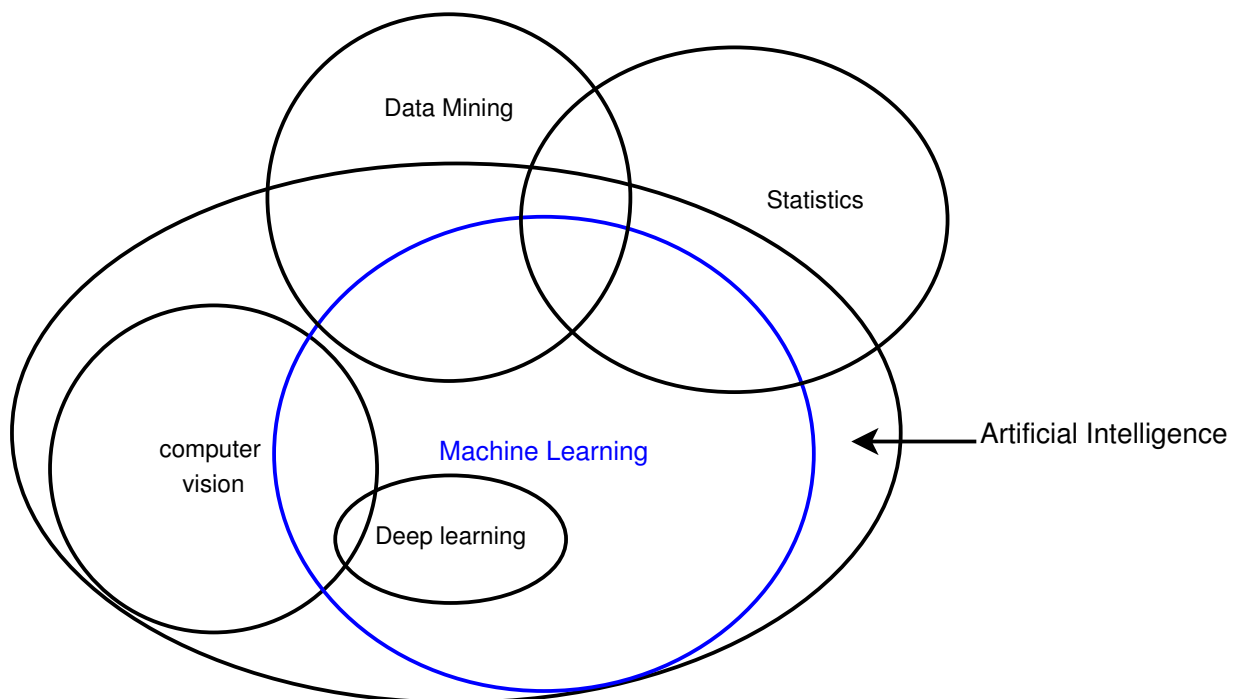 Data Mining
Statistics
Artificial Intelligence
computer
vision
Machine Learning
Deep learning